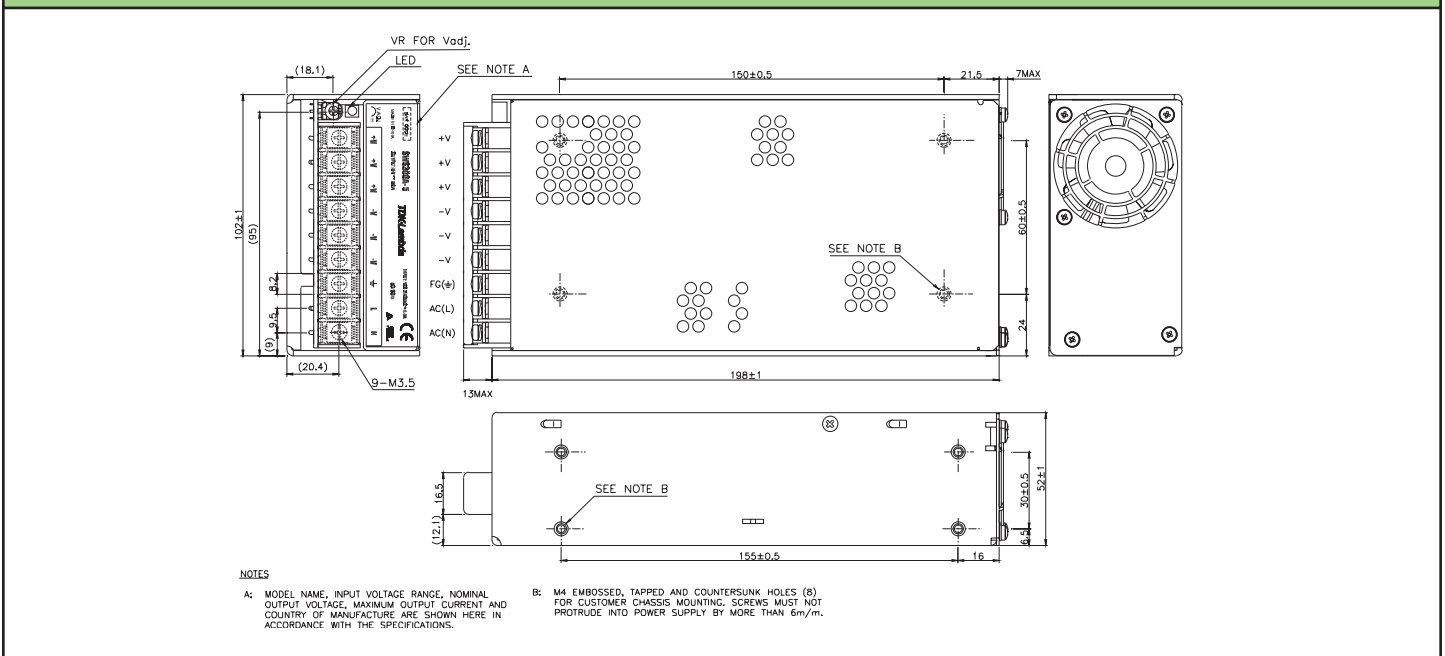 VR FOR Vadj.
LED
SEE NOTE A
(18.1)
150±0.5
21.5
7MAX
102±1
(95)
8.2
9.5
(9)
(20.4)
9-M3.5
TDK-Lambda
CE
+V
+V
+V
-V
-V
-V
FG(⏚)
AC(L)
AC(N)
SEE NOTE B
60±0.5
24
198±1
13MAX
16.5
(12.1)
SEE NOTE B
155±0.5
16
30±0.5
52±1
6.5
NOTES
A; MODEL NAME, INPUT VOLTAGE RANGE, NOMINAL
OUTPUT VOLTAGE, MAXIMUM OUTPUT CURRENT AND
COUNTRY OF MANUFACTURE ARE SHOWN HERE IN
ACCORDANCE WITH THE SPECIFICATIONS.
B: M4 EMBOSSED, TAPPED AND COUNTERSUNK HOLES (8)
FOR CUSTOMER CHASSIS MOUNTING. SCREWS MUST NOT
PROTRUDE INTO POWER SUPPLY BY MORE THAN 6m/m.